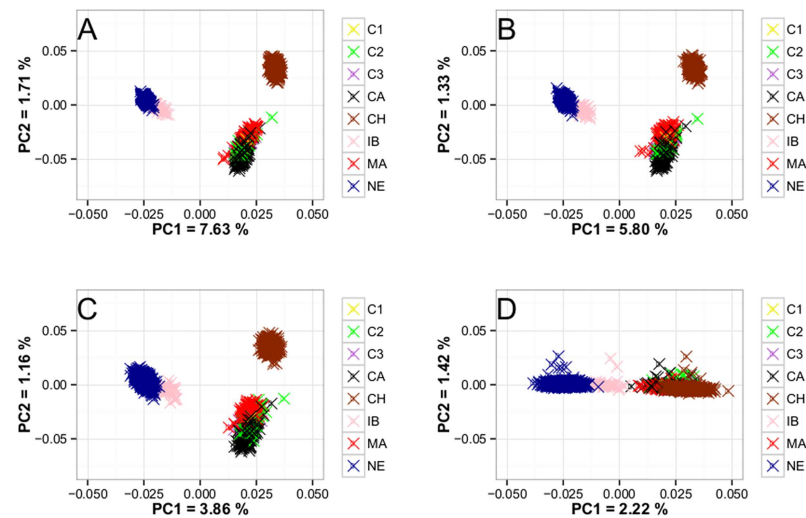 A
PC2 = 1.71 %
0.05
0.00
−0.05
−0.050 −0.025 0.000 0.025 0.050
PC1 = 7.63 %
C1
C2
C3
CA
CH
IB
MA
NE
B
PC2 = 1.33 %
0.05
0.00
−0.05
−0.050 −0.025 0.000 0.025 0.050
PC1 = 5.80 %
C1
C2
C3
CA
CH
IB
MA
NE
C
PC2 = 1.16 %
0.05
0.00
−0.05
−0.050 −0.025 0.000 0.025 0.050
PC1 = 3.86 %
C1
C2
C3
CA
CH
IB
MA
NE
D
PC2 = 1.42 %
0.05
0.00
−0.05
−0.050 −0.025 0.000 0.025 0.050
PC1 = 2.22 %
C1
C2
C3
CA
CH
IB
MA
NE